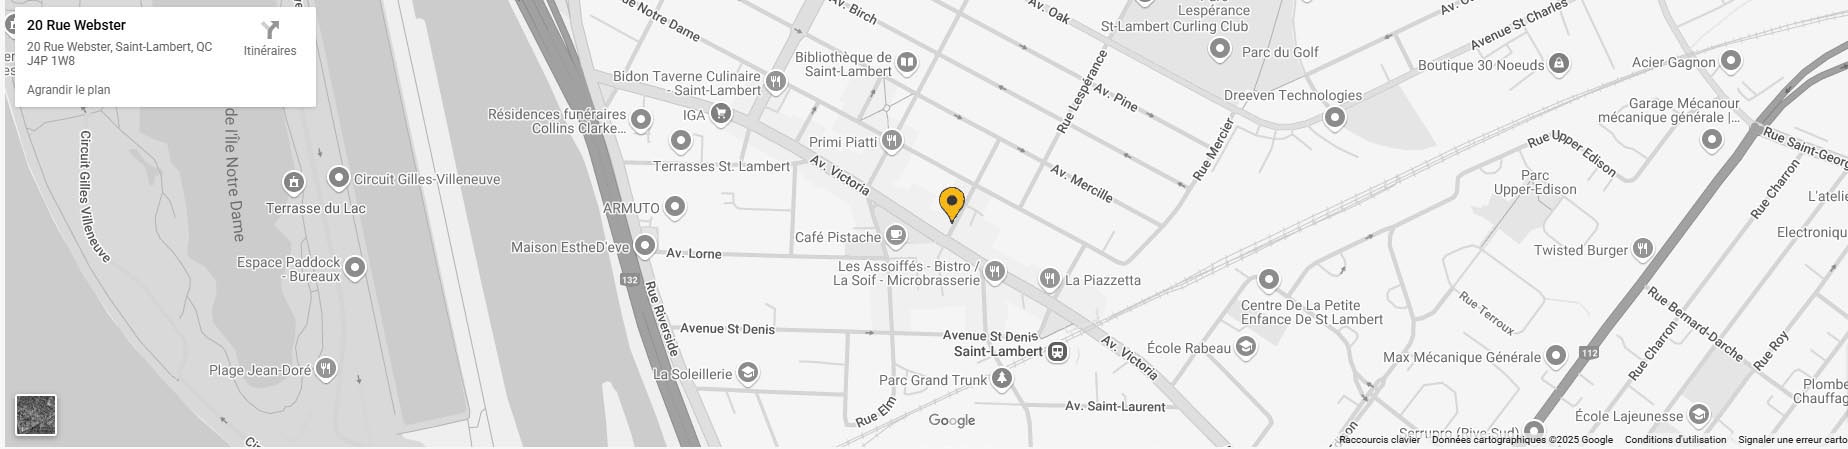 20 Rue Webster
20 Rue Webster, Saint-Lambert, QC
J4P 1W8
Itinéraires
Agrandir le plan
Rue Notre Dame
Av. Birch
Av. Oak
Lespérance
St-Lambert Curling Club
Avenue St Charles
Parc du Golf
Bibliothèque de
Saint-Lambert
Boutique 30 Noeuds
Acier Gagnon
Bidon Taverne Culinaire
- Saint-Lambert
Rue Lespérance
Av. Pine
Dreeven Technologies
Garage Mécanour
mécanique générale |...
Résidences funéraires
Collins Clarke...
IGA
Primi Piatti
Rue Mercier
Rue Upper Edison
Rue Saint-Georg
de l'Île Notre Dame
Circuit Gilles Villeneuve
Terrasses St. Lambert
Av. Victoria
Av. Mercille
Parc
Upper-Edison
Rue Charron
Circuit Gilles-Villeneuve
Terrasse du Lac
ARMUTO
L'atelie
Café Pistache
Electronique
Maison EstheD'eve
Av. Lorne
Twisted Burger
Espace Paddock
- Bureaux
132
Les Assoiffés - Bistro /
La Soif - Microbrasserie
La Piazzetta
Rue Riverside
Centre De La Petite
Enfance De St Lambert
Rue Terroux
Rue Bernard-Darche
Avenue St Denis
Avenue St Denis
Saint-Lambert
Av. Victoria
École Rabeau
Max Mécanique Générale
112
Rue Charron
Rue Roy
Plage Jean-Doré
La Soleillerie
Parc Grand Trunk
Plombe
Chauffag
Rue Elm
Av. Saint-Laurent
École Lajeunesse
Google
Serrupro (Rive-Sud)
Raccourcis clavier
Données cartographiques ©2025 Google
Conditions d'utilisation
Signaler une erreur carto